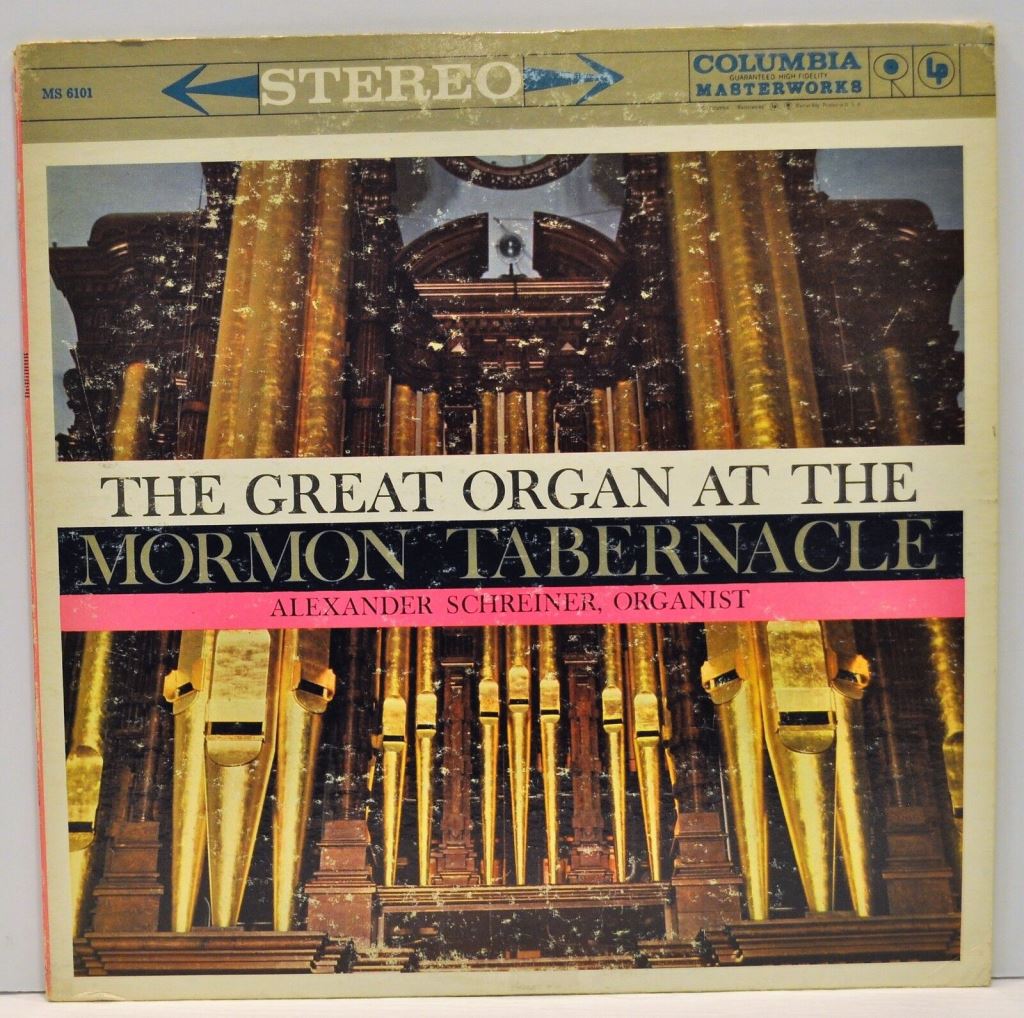 MS 6101
STEREO
COLUMBIA
GUARANTEED HIGH FIDELITY
MASTERWORKS
R
LP
THE GREAT ORGAN AT THE
MORMON TABERNACLE
ALEXANDER SCHREINER, ORGANIST